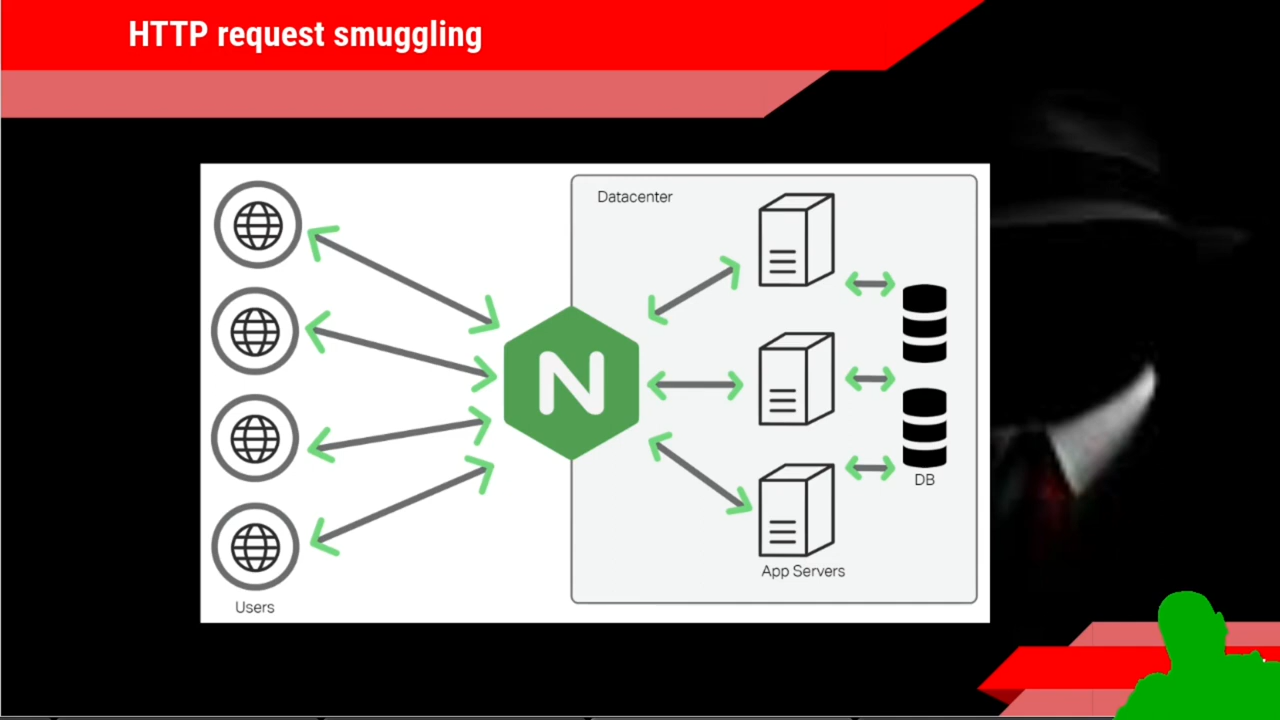 HTTP request smuggling
Datacenter
N
DB
App Servers
Users